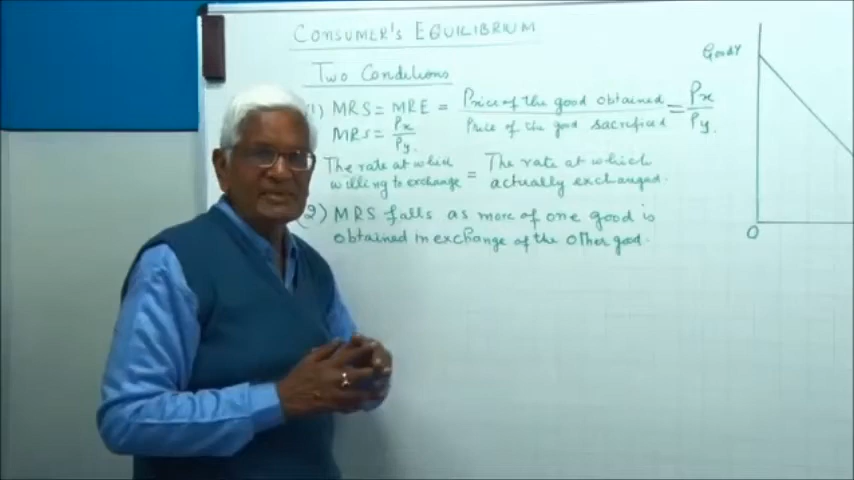 CONSUMER'S EQUILIBRIUM
Two Conditions
1) MRS = MRE = Price of the good obtained / Price of the good sacrificed = Px / Py.
MRS = Px / Py.
The rate at which willing to exchange = The rate at which actually exchanged.
(2) MRS falls as more of one good is
obtained in exchange of the other good.
Good Y
O